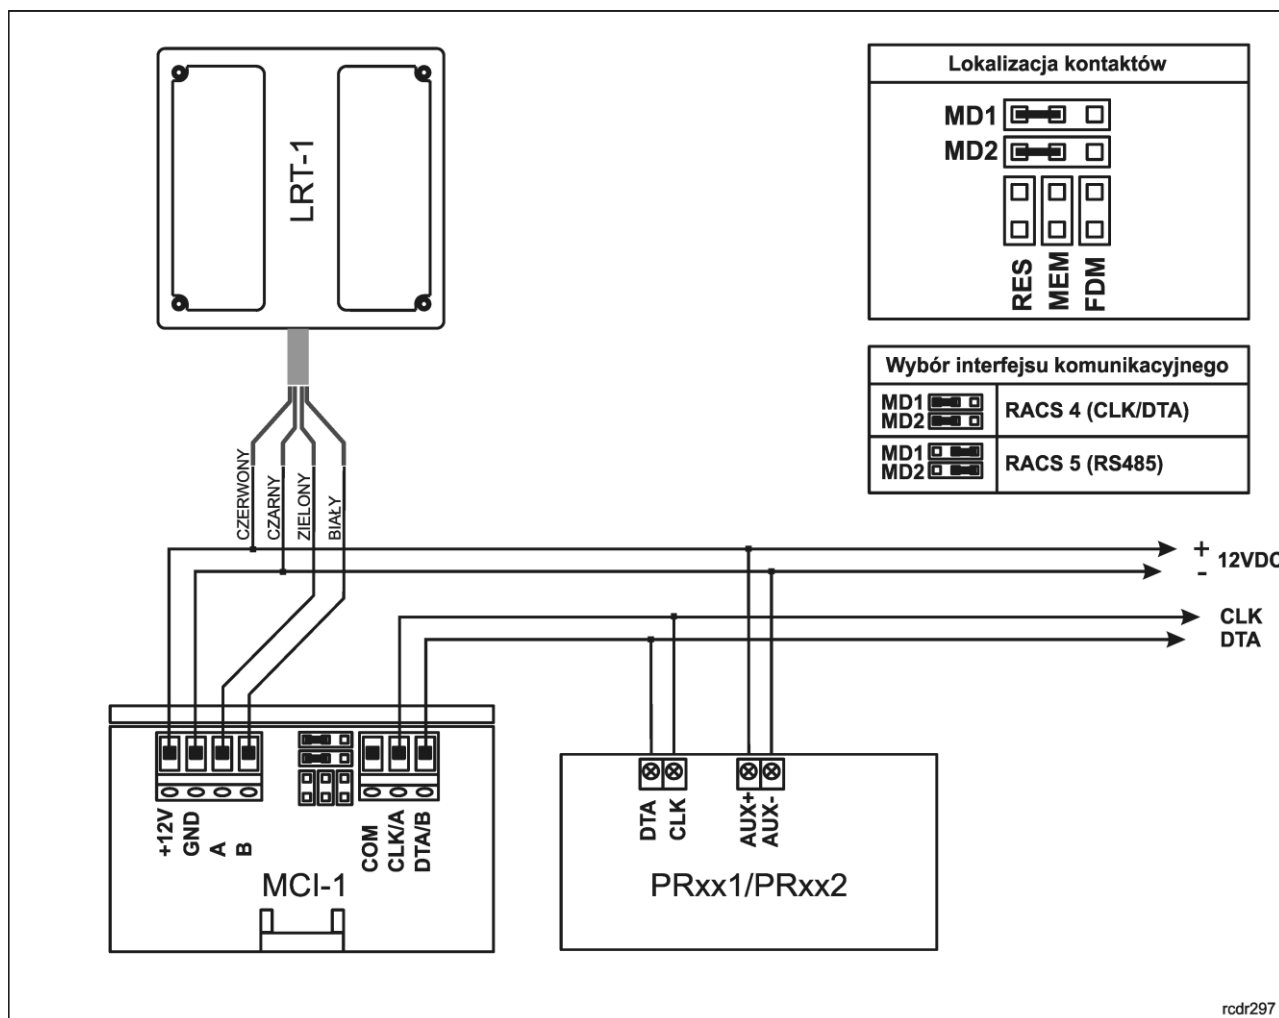 LRT-1
Lokalizacja kontaktów
MD1
MD2
RES
MEM
FDM
Wybór interfejsu komunikacyjnego
MD1
MD2
RACS 4 (CLK/DTA)
MD1
MD2
RACS 5 (RS485)
CZERWONY
CZARNY
ZIELONY
BIAŁY
+
-
12VDC
CLK
DTA
+12V
GND
A
B
COM
CLK/A
DTA/B
MCI-1
DTA
CLK
AUX+
AUX-
PRxx1/PRxx2
rcdr297